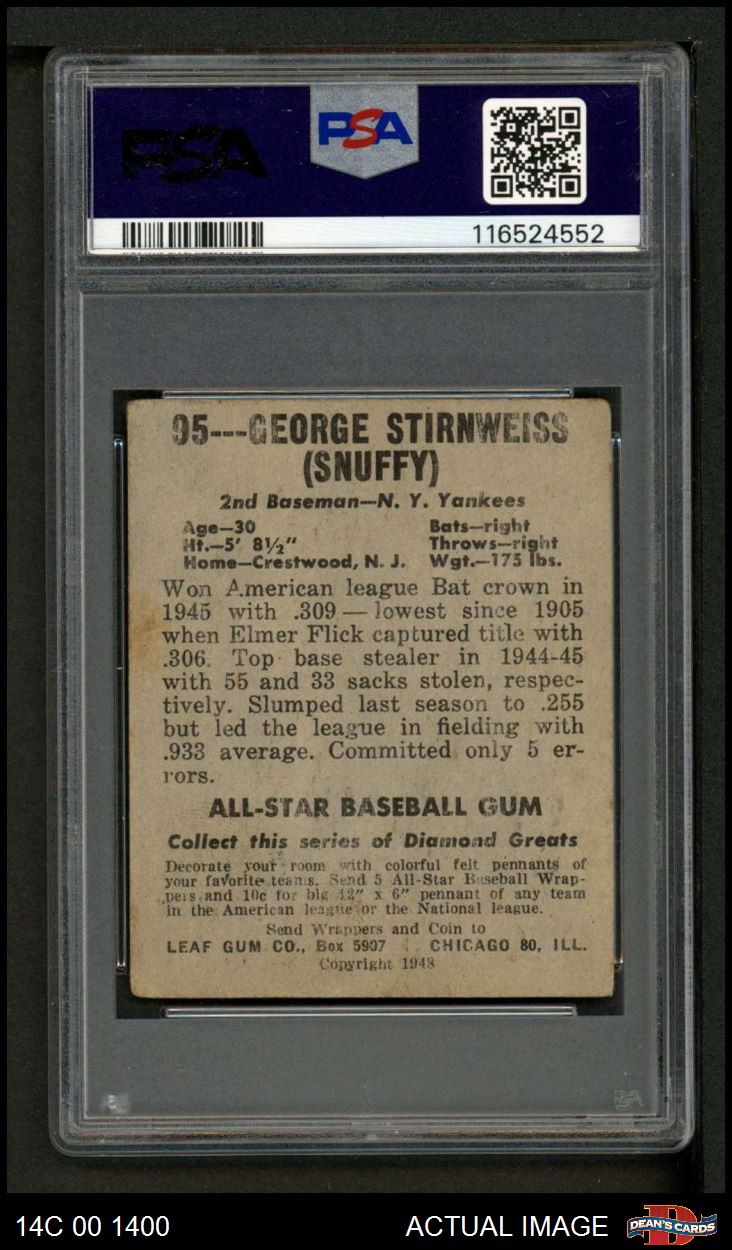 PSA
PSA
116524552
95---GEORGE STIRNWEISS
(SNUFFY)
2nd Baseman—N. Y. Yankees
Age—30 Bats—right
Ht.—5' 8½" Throws—right
Home—Crestwood, N. J. Wgt.—175 lbs.
Won American league Bat crown in
1945 with .309 — lowest since 1905
when Elmer Flick captured title with
.306. Top base stealer in 1944-45
with 55 and 33 sacks stolen, respec-
tively. Slumped last season to .255
but led the league in fielding with
.933 average. Committed only 5 er-
rors.
ALL-STAR BASEBALL GUM
Collect this series of Diamond Greats
Decorate your room with colorful felt pennants of
your favorite teams. Send 5 All-Star Baseball Wrap-
pers and 10c for big 12" x 6" pennant of any team
in the American league or the National league.
Send Wrappers and Coin to
LEAF GUM CO., Box 5907 CHICAGO 80, ILL.
Copyright 1948
PSA
14C 00 1400 ACTUAL IMAGE DEAN'S CARDS